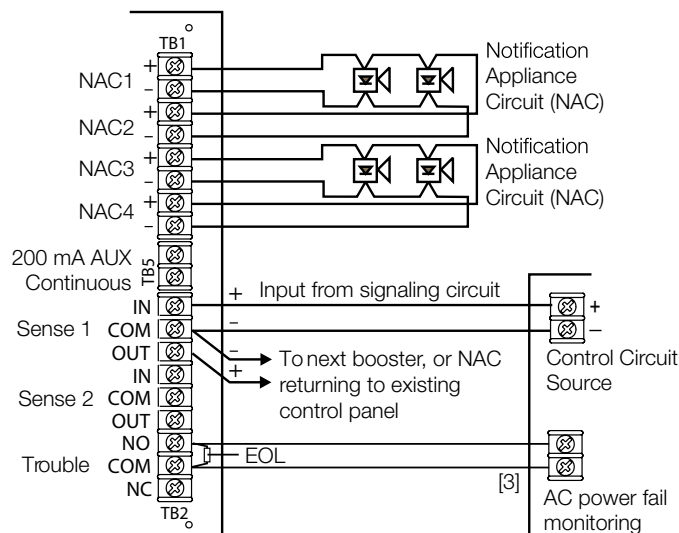 TB1
NAC1
+
–
NAC2
+
–
NAC3
+
–
NAC4
+
–
Notification
Appliance
Circuit (NAC)
Notification
Appliance
Circuit (NAC)
200 mA AUX
Continuous
TB5
IN
Sense 1 COM
OUT
IN
Sense 2 COM
OUT
NO
Trouble COM
NC
TB2
+ Input from signaling circuit
–
–
+
To next booster, or NAC
returning to existing
control panel
EOL
[3]
+
–
Control Circuit
Source
AC power fail
monitoring